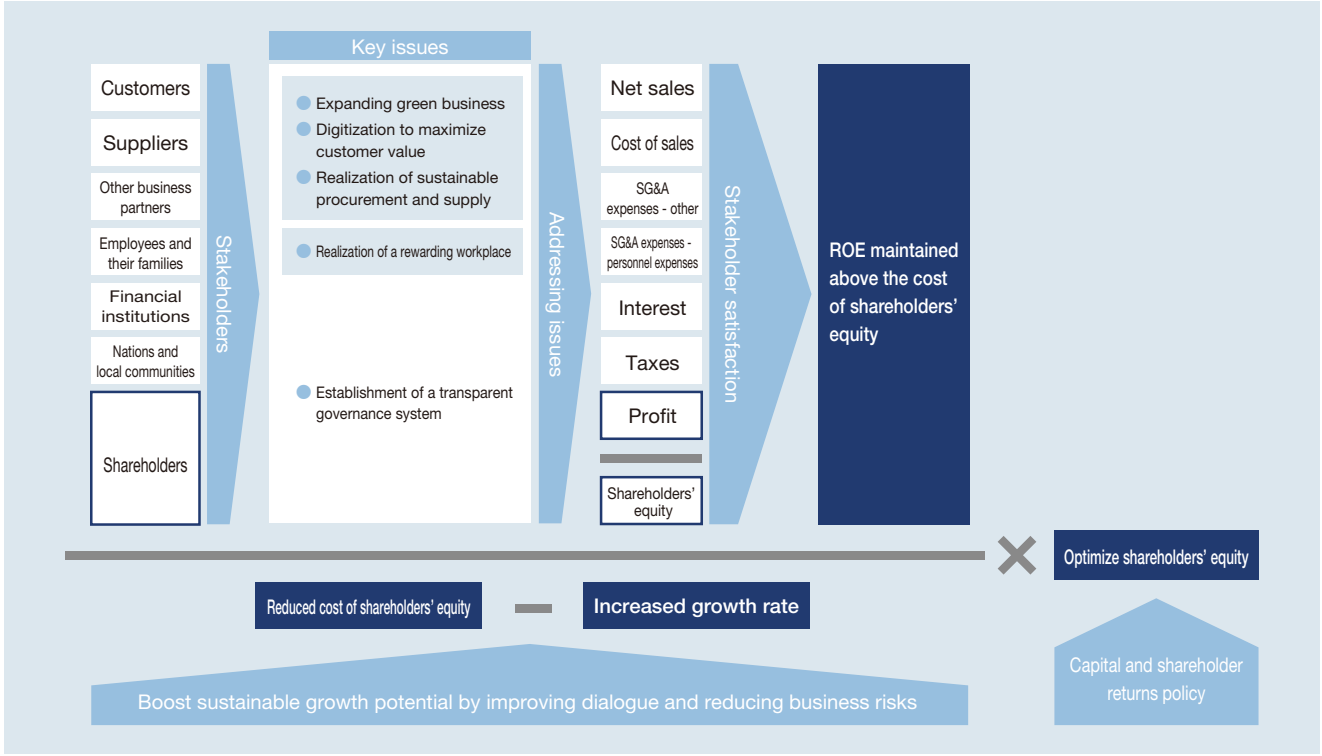 Key issues
Customers
Suppliers
Other business
partners
Employees and
their families
Financial
institutions
Nations and
local communities
Shareholders
Stakeholders
Expanding green business
Digitization to maximize
customer value
Realization of sustainable
procurement and supply
Realization of a rewarding workplace
Establishment of a transparent
governance system
Addressing issues
Net sales
Cost of sales
SG&A
expenses - other
SG&A expenses -
personnel expenses
Interest
Taxes
Profit
Shareholders'
equity
Stakeholder satisfaction
ROE maintained
above the cost
of shareholders'
equity
Reduced cost of shareholders' equity
Increased growth rate
Optimize shareholders' equity
Boost sustainable growth potential by improving dialogue and reducing business risks
Capital and shareholder
returns policy